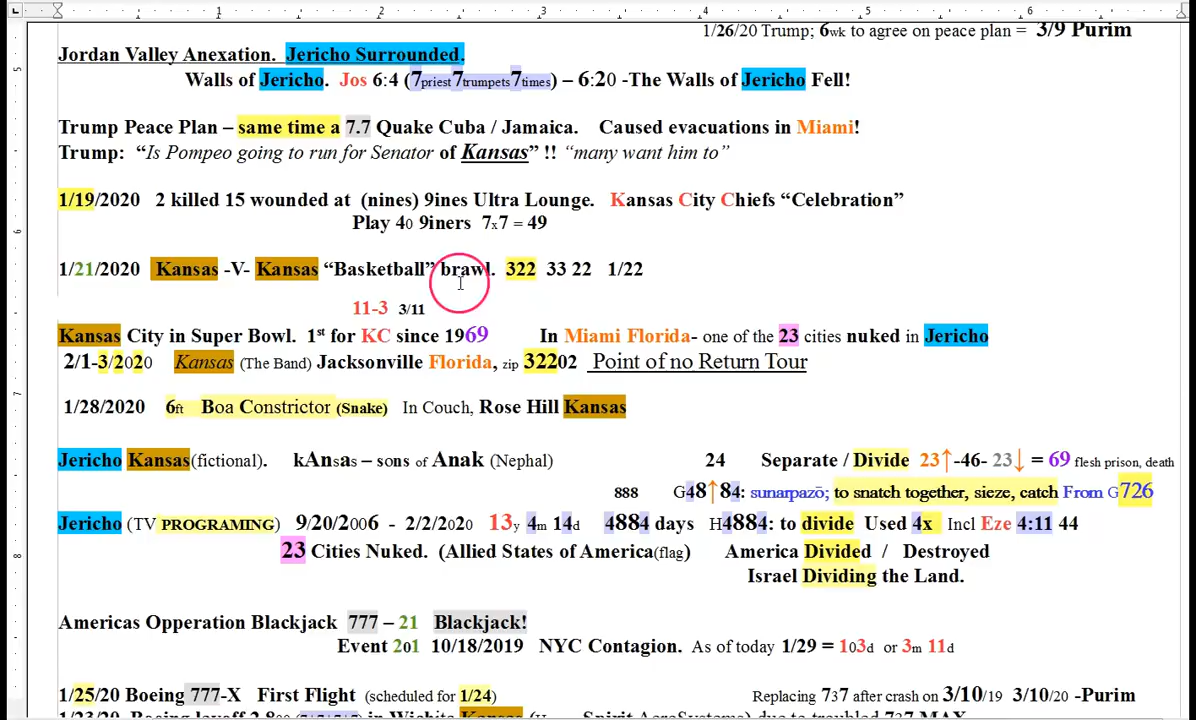 1/26/20 Trump; 6wk to agree on peace plan = 3/9 Purim
Jordan Valley Anexation. Jericho Surrounded.
Walls of Jericho. Jos 6:4 (7priest7trumpets7times) – 6:20 -The Walls of Jericho Fell!
Trump Peace Plan – same time a 7.7 Quake Cuba / Jamaica. Caused evacuations in Miami!
Trump: “Is Pompeo going to run for Senator of Kansas” !! “many want him to”
1/19/2020 2 killed 15 wounded at (nines) 9ines Ultra Lounge. Kansas City Chiefs “Celebration”
Play 40 9iners 7x7 = 49
1/21/2020 Kansas -V- Kansas “Basketball” brawl. 322 33 22 1/22
11-3 3/11
Kansas City in Super Bowl. 1st for KC since 1969 In Miami Florida- one of the 23 cities nuked in Jericho
2/1-3/2020 Kansas (The Band) Jacksonville Florida, zip 32202 Point of no Return Tour
1/28/2020 6ft Boa Constrictor (Snake) In Couch, Rose Hill Kansas
Jericho Kansas(fictional). kAnsas – sons of Anak (Nephal) 24 Separate / Divide 23↑-46- 23↓ = 69 flesh prison, death
888 G48↑84: sunarpazō; to snatch together, sieze, catch From G726
Jericho (TV PROGRAMING) 9/20/2006 - 2/2/2020 13y 4m 14d 4884 days H4884: to divide Used 4x Incl Eze 4:11 44
23 Cities Nuked. (Allied States of America(flag) America Divided / Destroyed
Israel Dividing the Land.
Americas Opperation Blackjack 777 – 21 Blackjack!
Event 201 10/18/2019 NYC Contagion. As of today 1/29 = 103d or 3m 11d
1/25/20 Boeing 777-X First Flight (scheduled for 1/24) Replacing 737 after crash on 3/10/19 3/10/20 -Purim